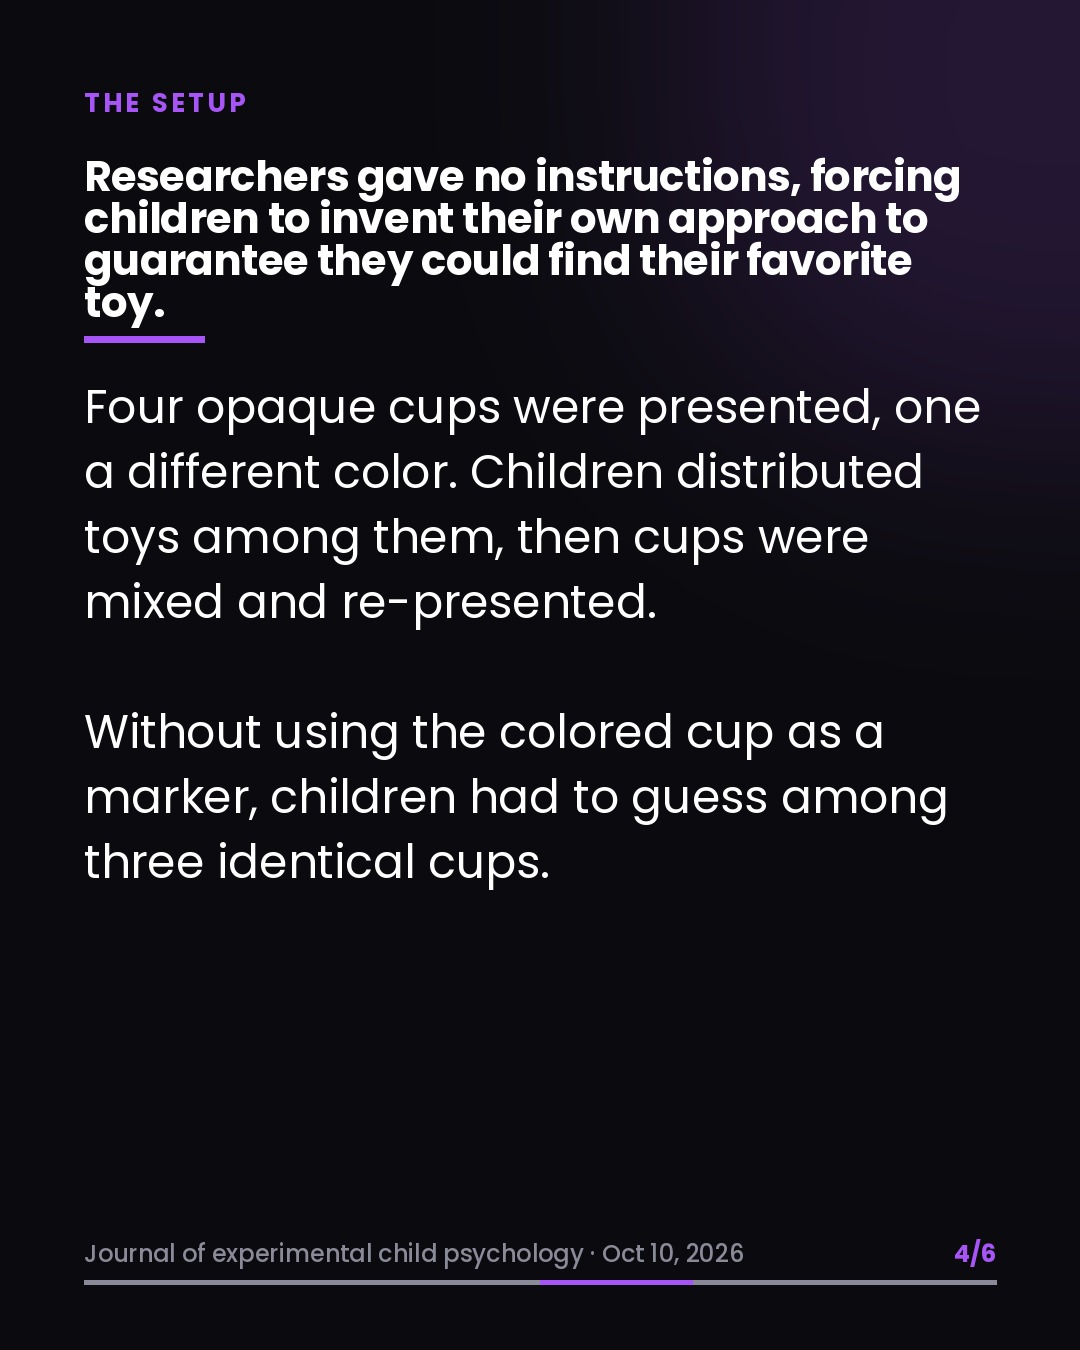 THE SETUP
Researchers gave no instructions, forcing
children to invent their own approach to
guarantee they could find their favorite
toy.
Four opaque cups were presented, one
a different color. Children distributed
toys among them, then cups were
mixed and re-presented.
Without using the colored cup as a
marker, children had to guess among
three identical cups.
Journal of experimental child psychology · Oct 10, 2026
4/6